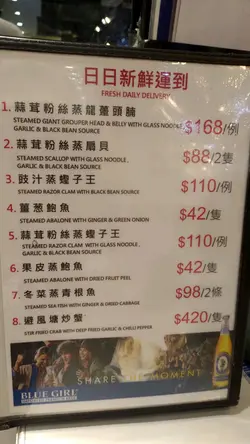 日日新鮮運到
FRESH DAILY DELIVERY
1. 蒜茸粉絲蒸龍躉頭腩
STEAMED GIANT GROUPER HEAD & BELLY WITH GLASS NOODLE,
GARLIC & BLACK BEAN SOURCE
$168/例
2. 蒜茸粉絲蒸扇貝
STEAMED SCALLOP WITH GLASS NOODLE,
GARLIC & BLACK BEAN SOURCE
$88/2隻
3. 豉汁蒸蟶子王
STEAMED RAZOR CLAM WITH BLACK BEAN SOURCE
$110/例
4. 薑葱鮑魚
STEAMED ABALONE WITH GINGER & GREEN ONION
$42/隻
5. 蒜茸粉絲蒸蟶子王
STEAMED RAZOR CLAM WITH GLASS NOODLE,
GARLIC & BLACK BEAN SOURCE
$110/例
6. 果皮蒸鮑魚
STEAMED ABALONE WITH DRIED FRUIT PEEL
$42/隻
7. 冬菜蒸青根魚
STEAMED SEA FISH WITH GINGER & DRIED CABBAGE
$98/2條
8. 避風塘炒蟹
STIR FRIED CRAB WITH DEEP FRIED GARLIC & CHILLI PEPPER
$420/隻
SHARE THE MOMENT
BLUE GIRL